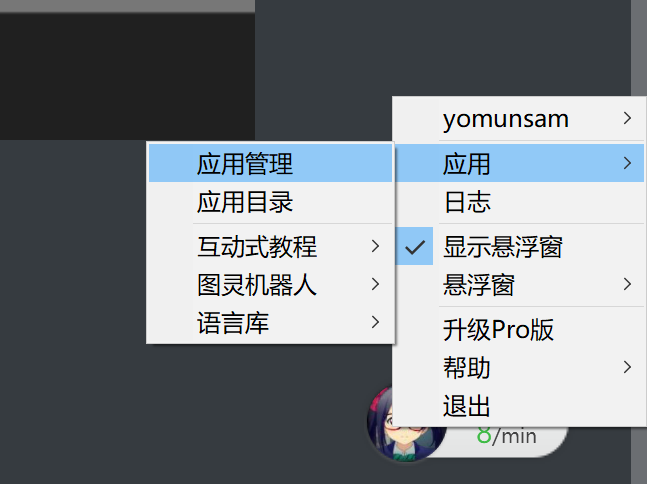 yomunsam
应用
日志
显示悬浮窗
悬浮窗
升级Pro版
帮助
退出
应用管理
应用目录
互动式教程
图灵机器人
语言库
8/min